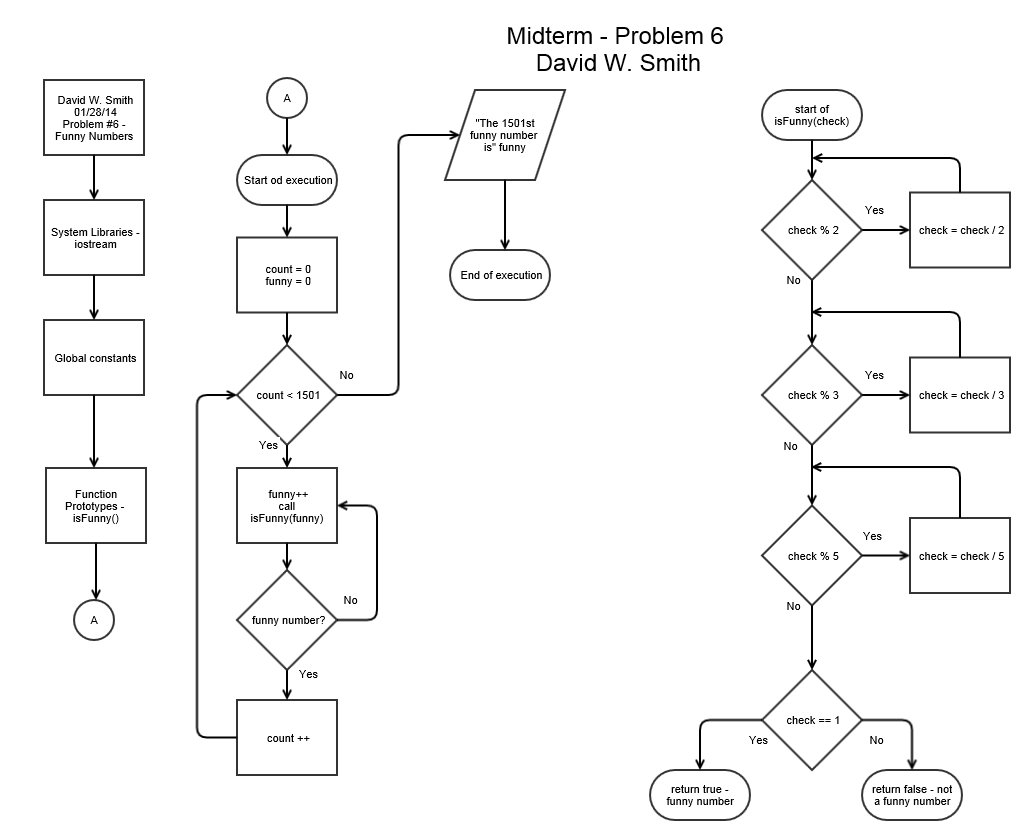 Midterm - Problem 6
David W. Smith
David W. Smith
01/28/14
Problem #6 -
Funny Numbers
System Libraries -
iostream
Global constants
Function
Prototypes -
isFunny()
A
A
Start od execution
count = 0
funny = 0
count < 1501
No
Yes
funny++
call
isFunny(funny)
funny number?
No
Yes
count ++
"The 1501st
funny number
is" funny
End of execution
start of
isFunny(check)
check % 2
Yes
check = check / 2
No
check % 3
Yes
check = check / 3
No
check % 5
Yes
check = check / 5
No
check == 1
Yes
No
return true -
funny number
return false - not
a funny number